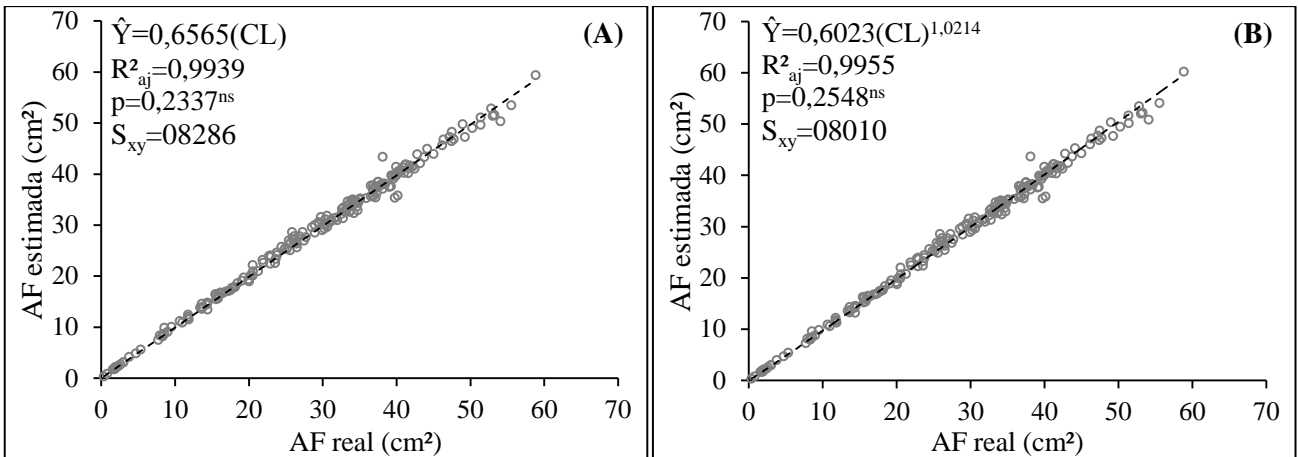 Ŷ=0,6565(CL)
(A)
R²aj=0,9939
p=0,2337ns
Sxy=08286
AF estimada (cm²)
70
60
50
40
30
20
10
0
0 10 20 30 40 50 60 70
AF real (cm²)
Ŷ=0,6023(CL)1,0214
(B)
R²aj=0,9955
p=0,2548ns
Sxy=08010
AF estimada (cm²)
70
60
50
40
30
20
10
0
0 10 20 30 40 50 60 70
AF real (cm²)